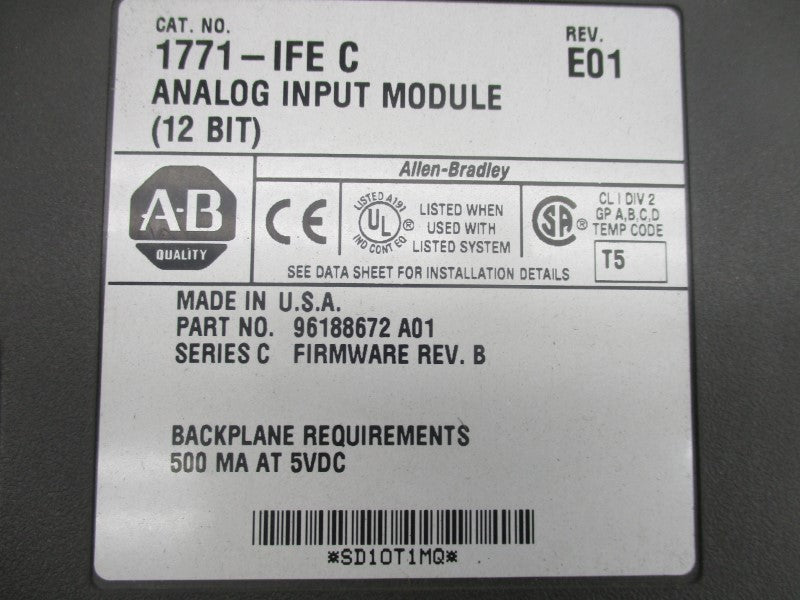 CAT. NO.
1771-IFE C
REV.
E01
ANALOG INPUT MODULE
(12 BIT)
Allen-Bradley
A-B
QUALITY
CE
LISTED A191
UL ®
IND CONT EQ
LISTED WHEN
USED WITH
LISTED SYSTEM
SA ®
CL I DIV 2
GP A,B,C,D
TEMP CODE
T5
SEE DATA SHEET FOR INSTALLATION DETAILS
MADE IN U.S.A.
PART NO. 96188672 A01
SERIES C FIRMWARE REV. B
BACKPLANE REQUIREMENTS
500 MA AT 5VDC
*SD1OT1MQ*